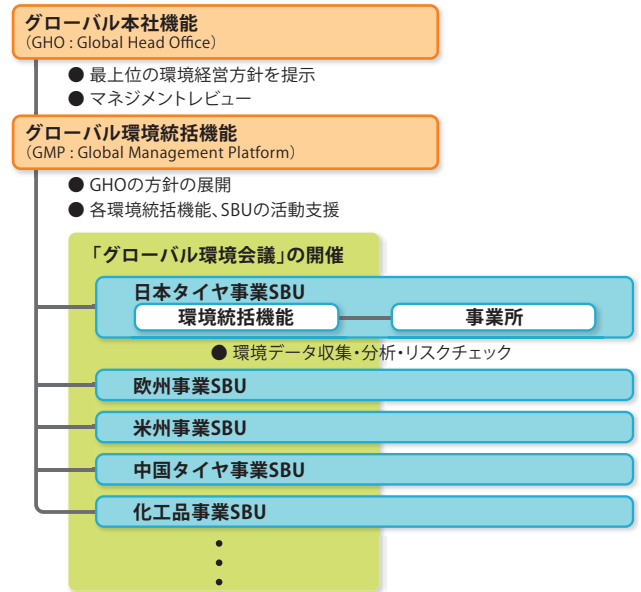 グローバル本社機能
（GHO : Global Head Office）
● 最上位の環境経営方針を提示
● マネジメントレビュー
グローバル環境統括機能
（GMP : Global Management Platform）
● GHOの方針の展開
● 各環境統括機能、SBUの活動支援
「グローバル環境会議」の開催
日本タイヤ事業SBU
環境統括機能 事業所
● 環境データ収集・分析・リスクチェック
欧州事業SBU
米州事業SBU
中国タイヤ事業SBU
化工品事業SBU